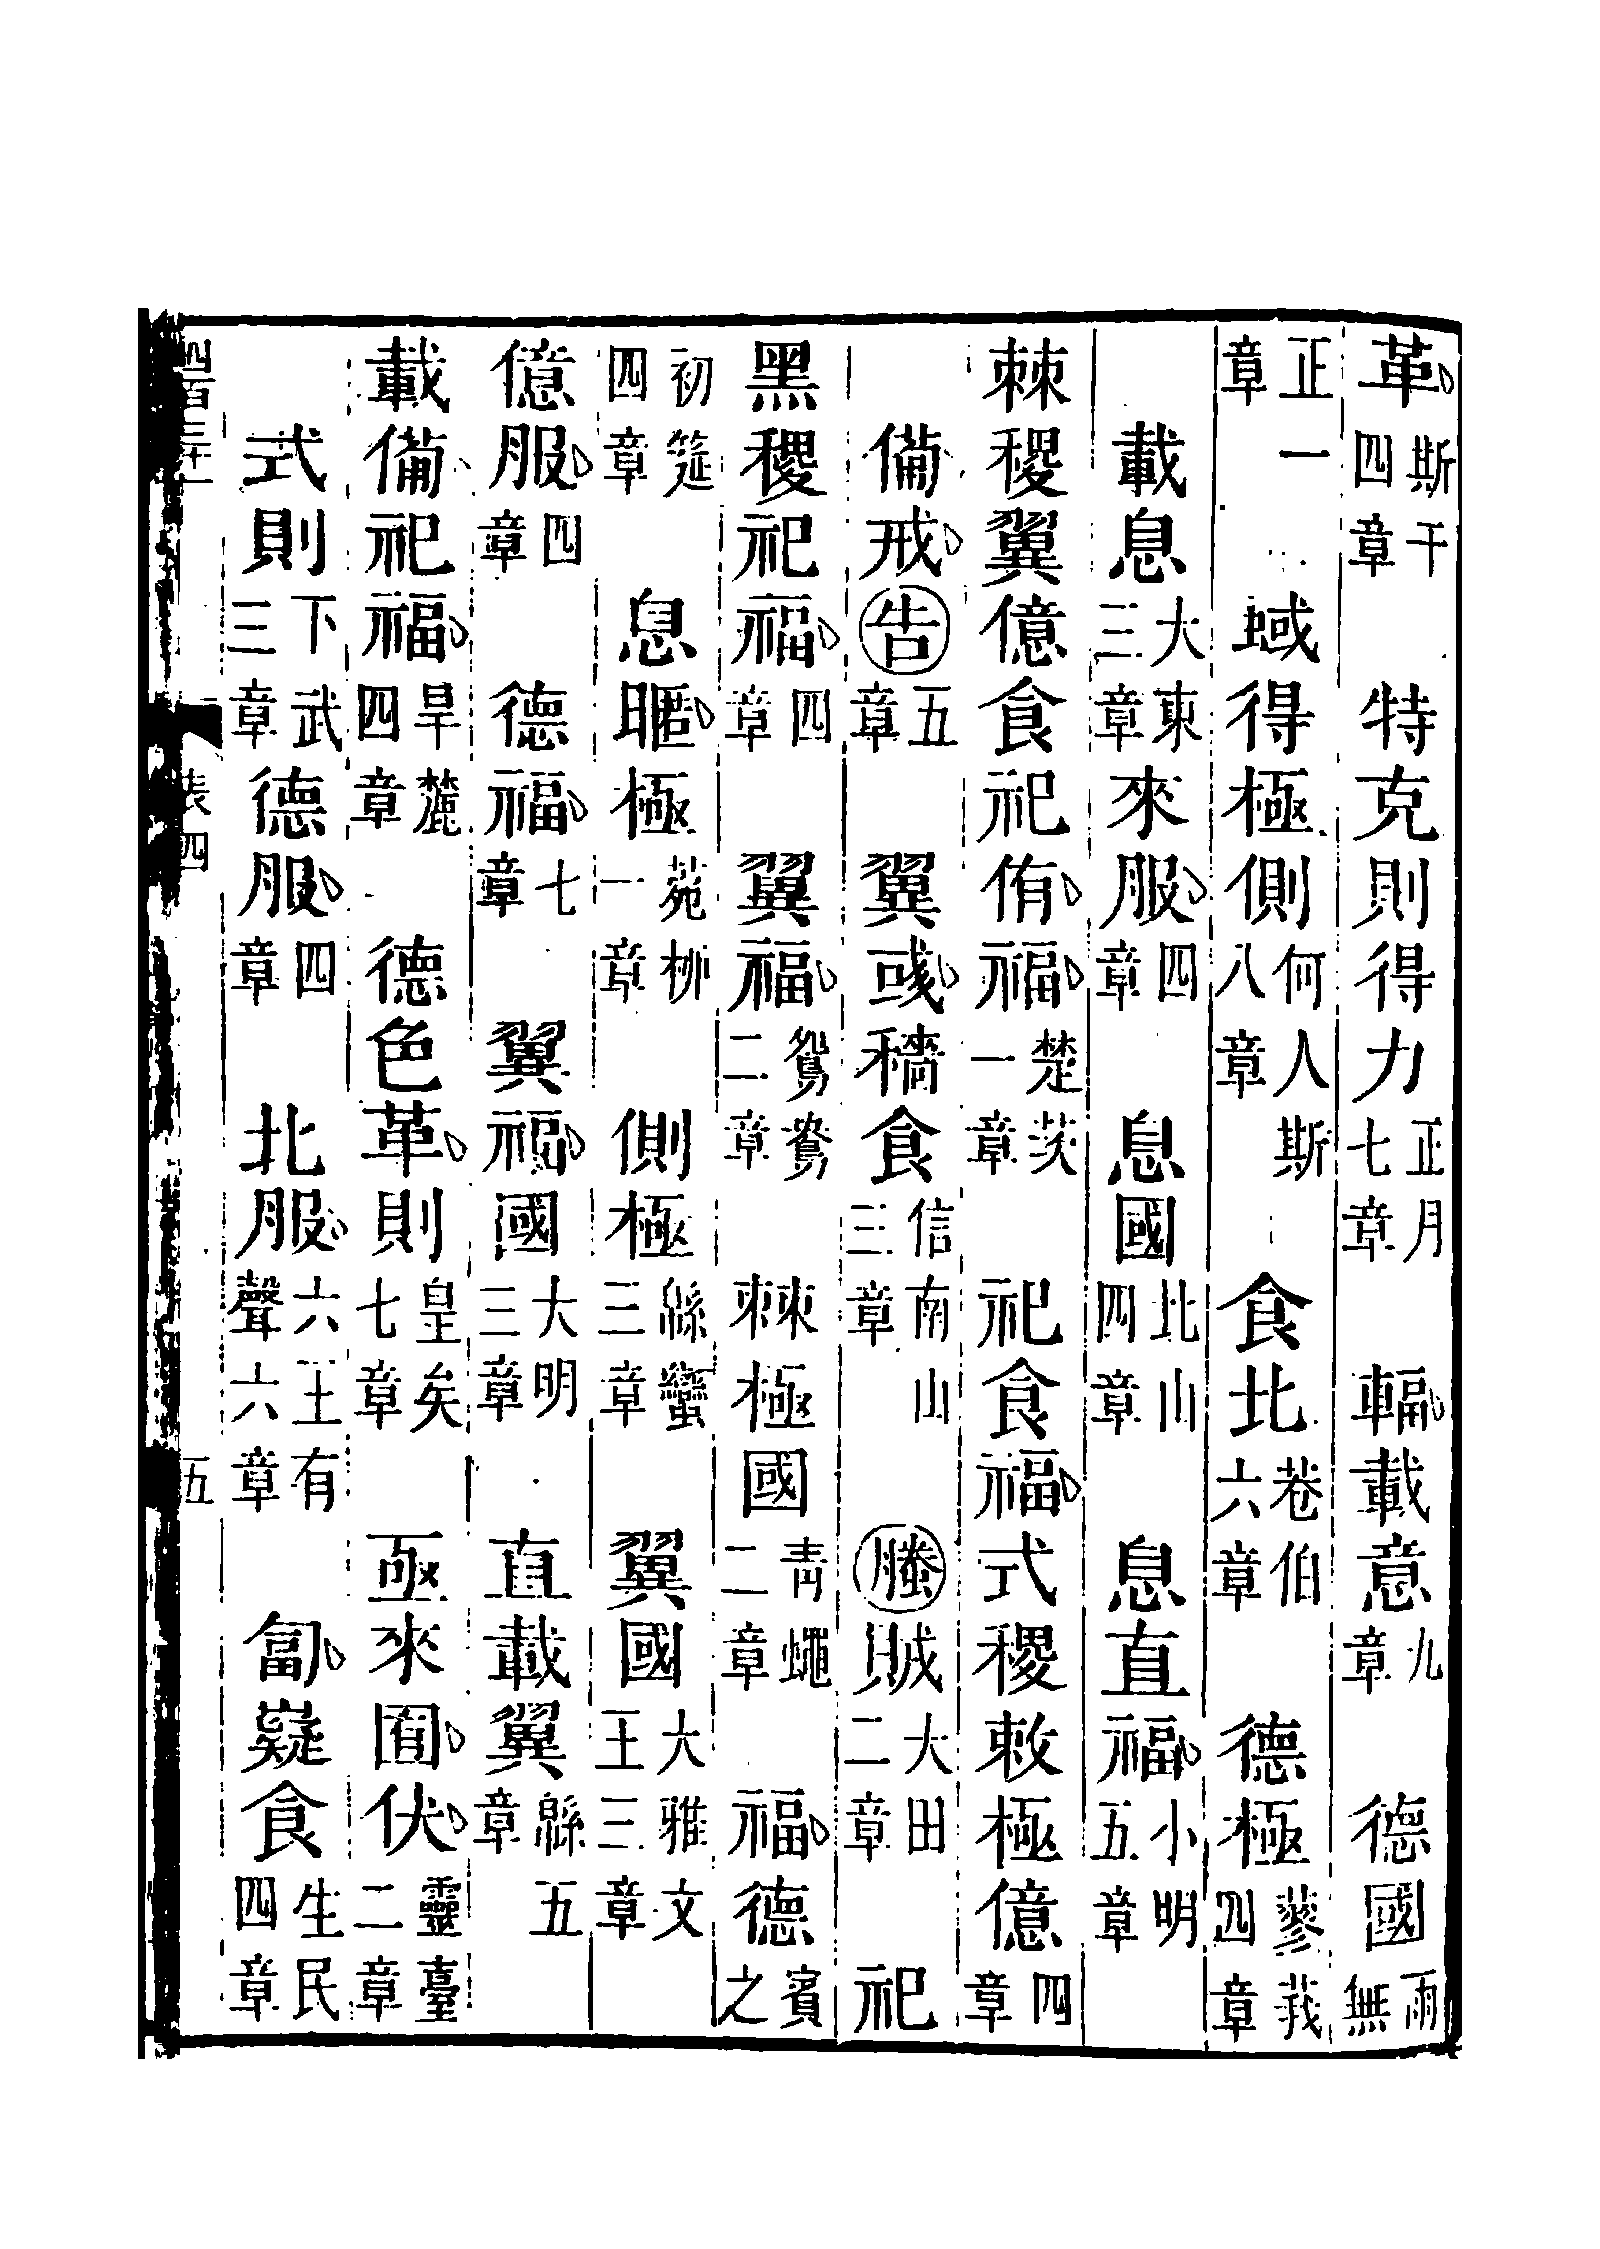 革斯干四章　特克則得力正月七章　輻載意九章　德國雨無
正一章　蜮得極側何人斯八章　食北巷伯六章　德極蓼莪四章
載息大東三章來服四章　息國北山四章　息直福小明五章
棘稷翼億食祀侑福楚茨一章　祀食福式稷敕極億四章
備戒告五章　翼彧穡食信南山三章　螣賊大田二章　祀
黑稷祀福四章　翼福鴛鴦二章　棘極國青蠅二章　福德賓之
初筵四章　息暱極菀柳一章　側極緜蠻三章　翼國大雅文王三章
億服四章　德福七章　翼福國大明三章　直載翼緜五章
載備祀福旱麓四章　德色革則皇矣七章　亟來囿伏靈臺二章
式則下武三章德服四章　北服六王有聲六章　匐嶷食生民四章
表四
五